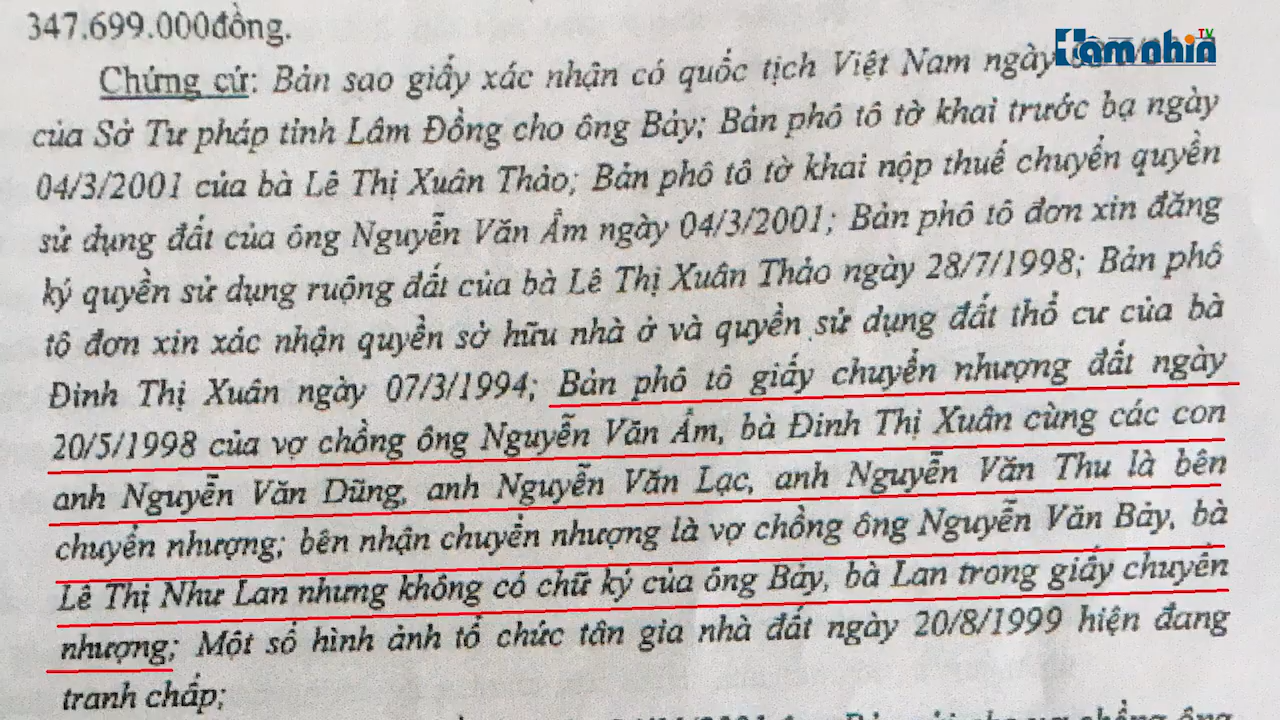 347.699.000đồng.
TV
Tầm nhìn
Chứng cứ: Bản sao giấy xác nhận có quốc tịch Việt Nam ngày
của Sở Tư pháp tỉnh Lâm Đồng cho ông Bảy; Bản phô tô tờ khai trước bạ ngày
04/3/2001 của bà Lê Thị Xuân Thảo; Bản phô tô tờ khai nộp thuế chuyển quyền
sử dụng đất của ông Nguyễn Văn Ẩm ngày 04/3/2001; Bản phô tô đơn xin đăng
ký quyền sử dụng ruộng đất của bà Lê Thị Xuân Thảo ngày 28/7/1998; Bản phô
tô đơn xin xác nhận quyền sở hữu nhà ở và quyền sử dụng đất thổ cư của bà
Đinh Thị Xuân ngày 07/3/1994; Bản phô tô giấy chuyển nhượng đất ngày
20/5/1998 của vợ chồng ông Nguyễn Văn Ẩm, bà Đinh Thị Xuân cùng các con
anh Nguyễn Văn Dũng, anh Nguyễn Văn Lạc, anh Nguyễn Văn Thu là bên
chuyển nhượng; bên nhận chuyển nhượng là vợ chồng ông Nguyễn Văn Bảy, bà
Lê Thị Như Lan nhưng không có chữ ký của ông Bảy, bà Lan trong giấy chuyển
nhượng; Một số hình ảnh tổ chức tân gia nhà đất ngày 20/8/1999 hiện đang
tranh chấp;